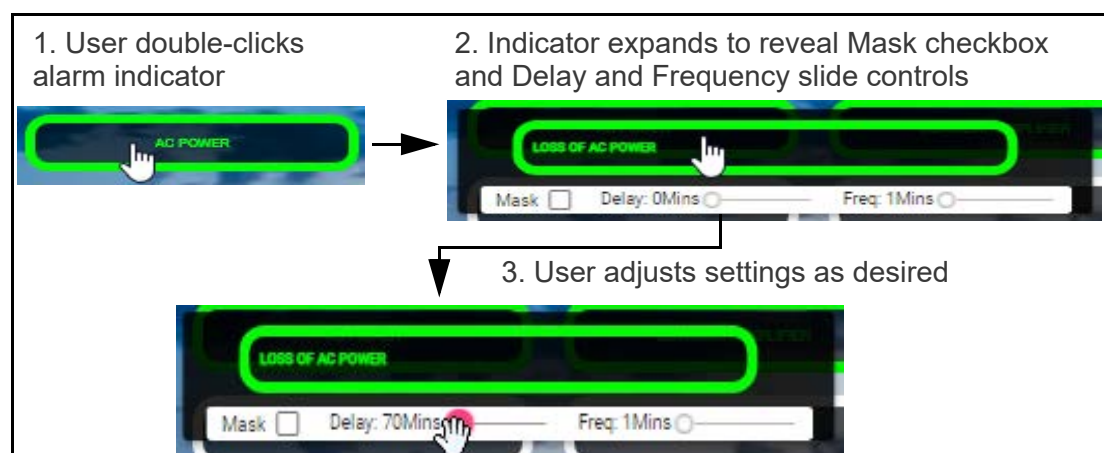 1. User double-clicks
alarm indicator
2. Indicator expands to reveal Mask checkbox
and Delay and Frequency slide controls
AC POWER
LOSS OF AC POWER
Mask Delay: 0Mins Freq: 1Mins
3. User adjusts settings as desired
LOSS OF AC POWER
Mask Delay: 70Mins Freq: 1Mins